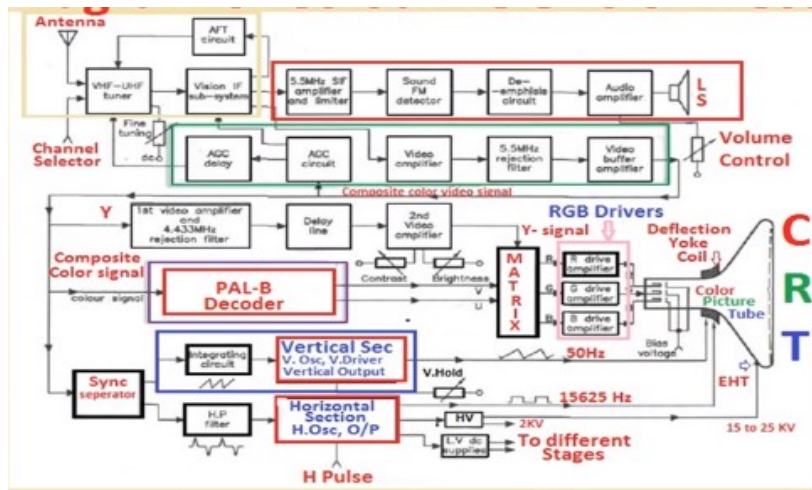 Antenna
AFT
circuit
VHF-UHF
tuner
Vision IF
sub-system
5.5MHz SIF
amplifier
and limiter
Sound
FM
detector
De-
emphisis
circuit
Audio
amplifier
L
S
Fine
tuning
Channel
Selector
AGC
delay
AGC
circuit
Video
amplifier
5.5MHz
rejection
filter
Video
buffer
amplifier
Volume
Control
Composite color video signal
Y
1st video amplifier
and
4.433MHz
rejection filter
Delay
line
2nd
Video
amplifier
Y- signal
RGB Drivers
Contrast
Brightness
Deflection
Yoke
Coil
C
R
T
Composite
Color signal
colour signal
PAL-B
Decoder
V
U
MATRIX
R
G
B
R drive
amplifier
G drive
amplifier
B drive
amplifier
Color
Picture
Tube
Bias
voltage
EHT
Integrating
circuit
Vertical Sec
V. Osc, V.Driver
Vertical Output
50Hz
V.Hold
Sync
seperator
H.P
filter
Horizontal
Section
H.Osc, O/P
15625 Hz
HV
2KV
15 to 25 KV
L.V dc
supplies
To different
Stages
H Pulse